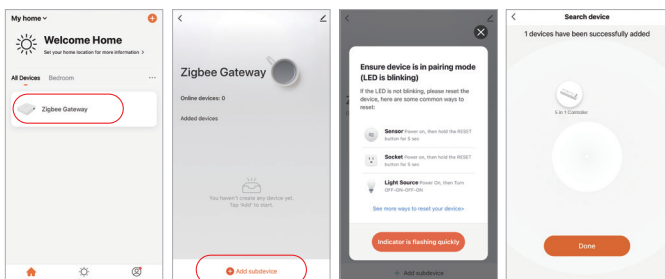 My home
Welcome Home
Set your home location for more information >
All Devices Bedroom ...
Zigbee Gateway
Zigbee Gateway
Online devices: 0
Added devices
You haven't create any device yet.
Tap 'Add' to start.
Add subdevice
Ensure device is in pairing mode
(LED is blinking)
If the LED is not blinking, please reset the
device, here are some common ways to
reset:
Sensor Power on, then hold the RESET
button for 5 sec
Socket Power on, then hold the RESET
button for 5 sec
Light Source Power On, then Turn
OFF-ON-OFF-ON
See more ways to reset your device>
Indicator is flashing quickly
Add subdevice
Search device
1 devices have been successfully added
5 in 1 Controller
Done